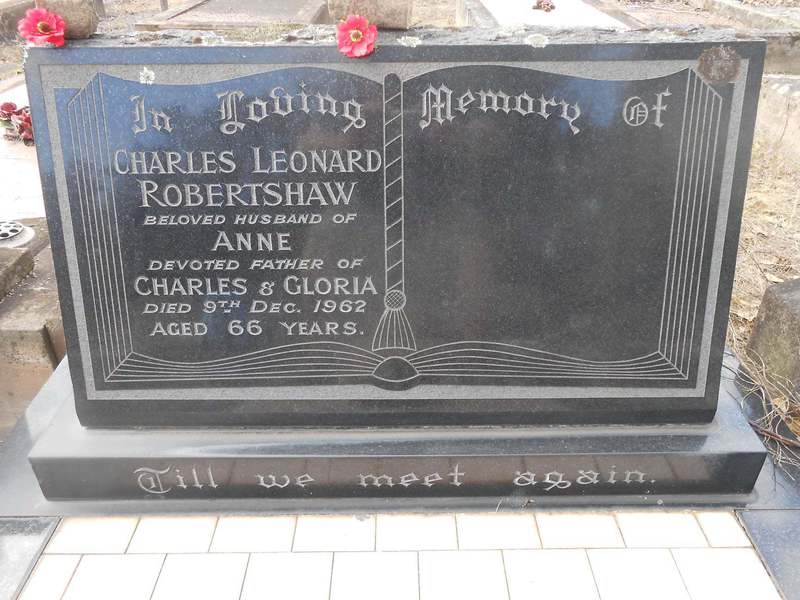 In Loving Memory Of
CHARLES LEONARD
ROBERTSHAW
BELOVED HUSBAND OF
ANNE
DEVOTED FATHER OF
CHARLES & GLORIA
DIED 9TH DEC. 1962
AGED 66 YEARS.
Till we meet again.